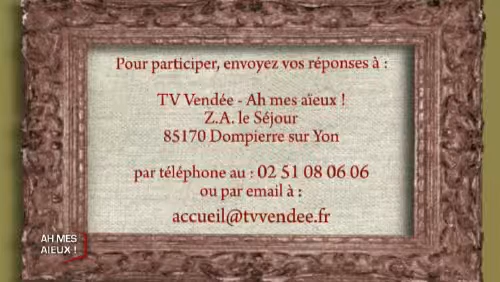 Pour participer, envoyez vos réponses à :
TV Vendée - Ah mes aïeux !
Z.A. le Séjour
85170 Dompierre sur Yon
par téléphone au : 02 51 08 06 06
ou par email à :
accueil@tvvendee.fr
AH MES
AIEUX !